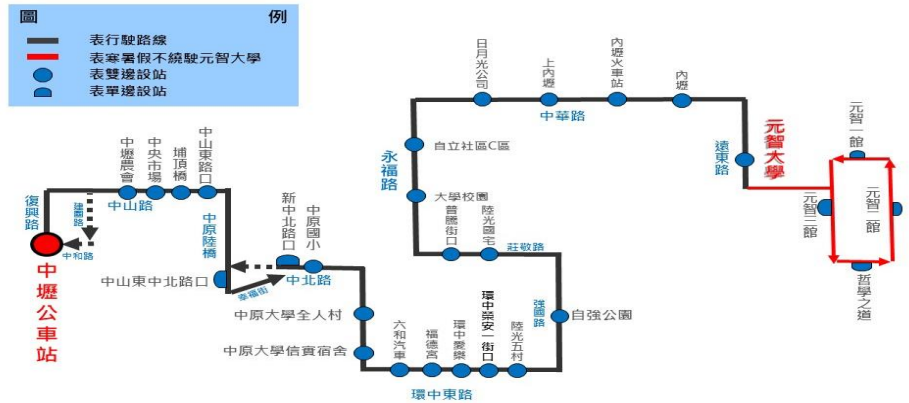 圖 例
表行駛路線
表寒暑假不繞駛元智大學
表雙邊設站
表單邊設站
日月光公司
上內壢
內壢火車站
內壢
中華路
元智大學
元智一館
遠東路
自立社區C區
永福路
中壢農會
中央市場
埔頂橋
中山東路口
大學校園
元智三館
元智二館
復興路
中山路
中原陸橋
新中北路口
中原國小
普騰街口
陸光國宅
莊敬路
中和路
中壢公車站
中山東中北路口
幸福街
中北路
哲學之道
中原大學全人村
強國路
自強公園
中原大學信實宿舍
六和汽車
福德宮
環中愛樂
環中榮安一街口
陸光五村
環中東路